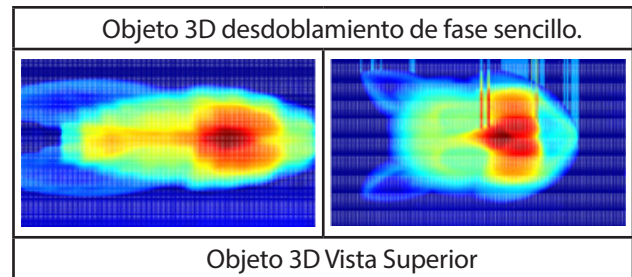 Objeto 3D desdoblamiento de fase sencillo.
Objeto 3D Vista Superior